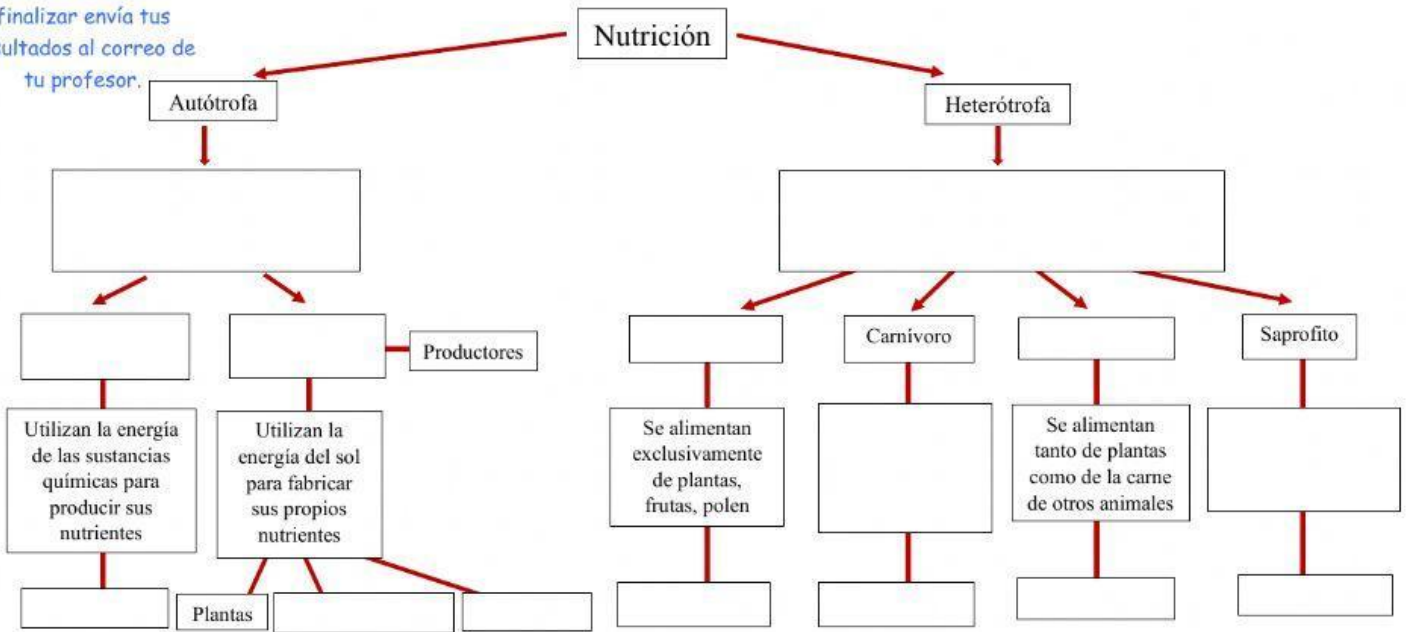 finalizar envía tus
ultados al correo de
tu profesor.
Nutrición
Autótrofa
Heterótrofa
Productores
Carnívoro
Saprofito
Utilizan la energía
de las sustancias
químicas para
producir sus
nutrientes
Utilizan la
energía del sol
para fabricar
sus propios
nutrientes
Se alimentan
exclusivamente
de plantas,
frutas, polen
Se alimentan
tanto de plantas
como de la carne
de otros animales
Plantas